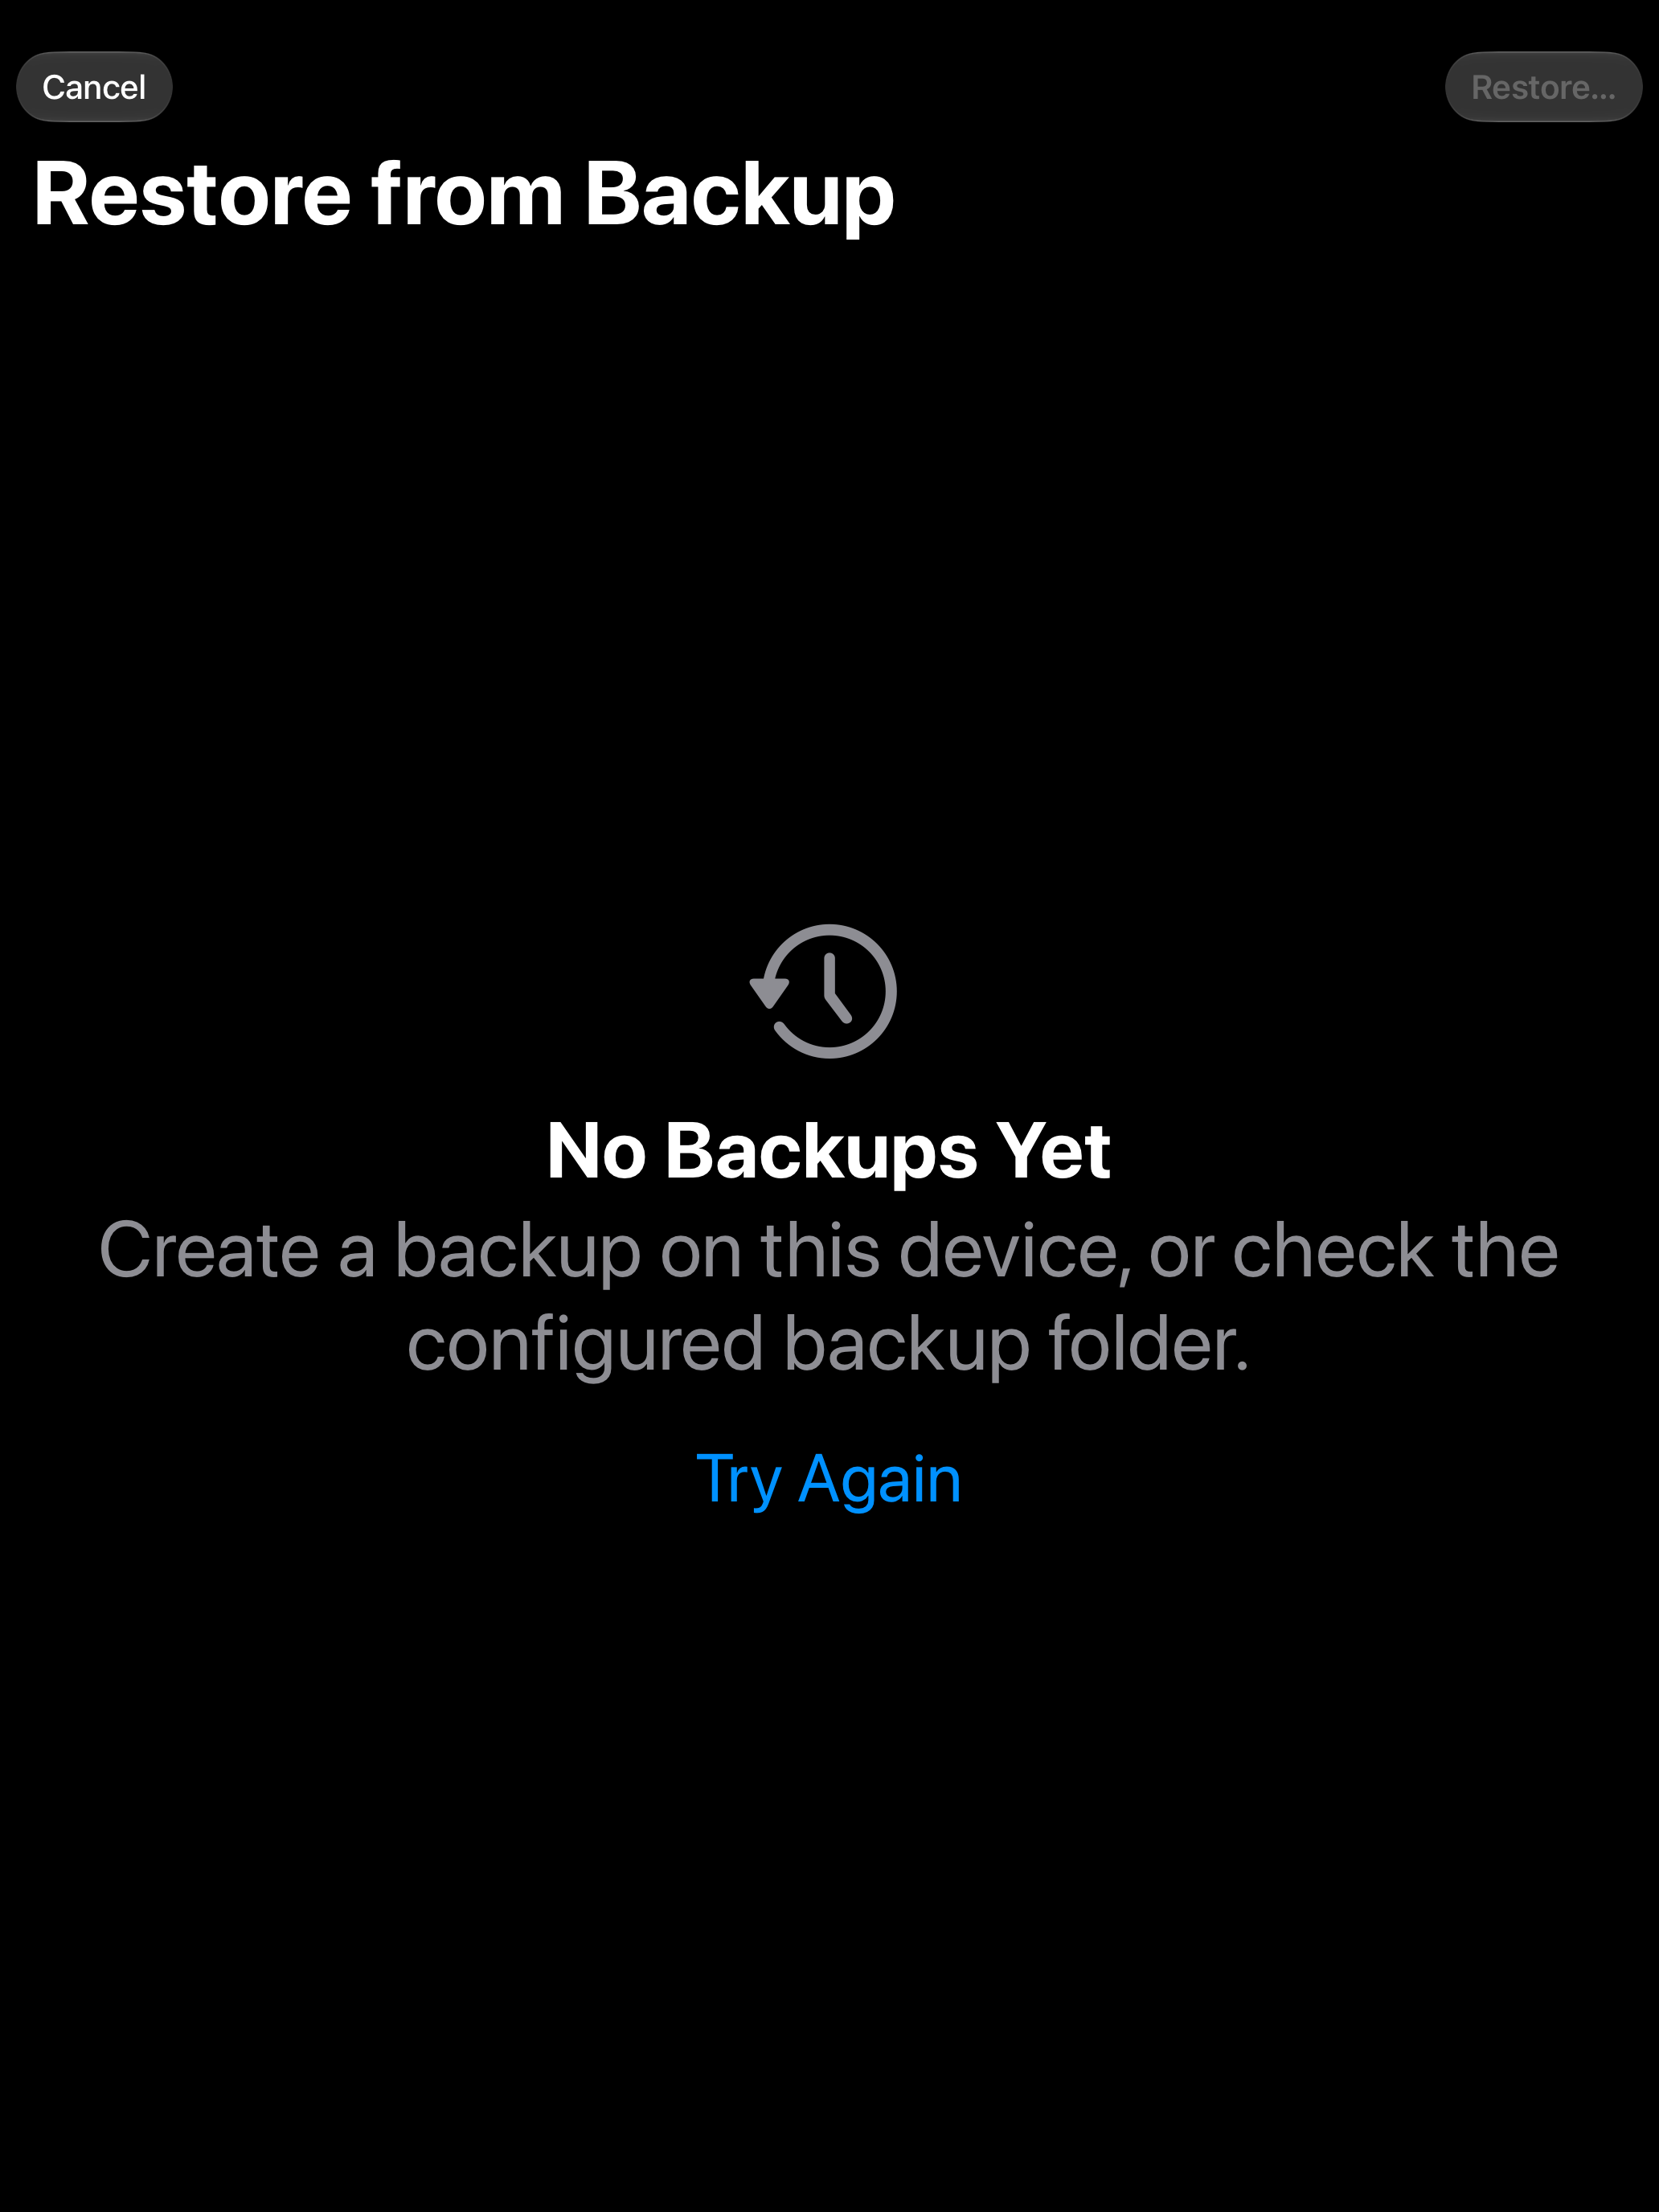 Cancel
Restore...
Restore from Backup
No Backups Yet
Create a backup on this device, or check the
configured backup folder.
Try Again